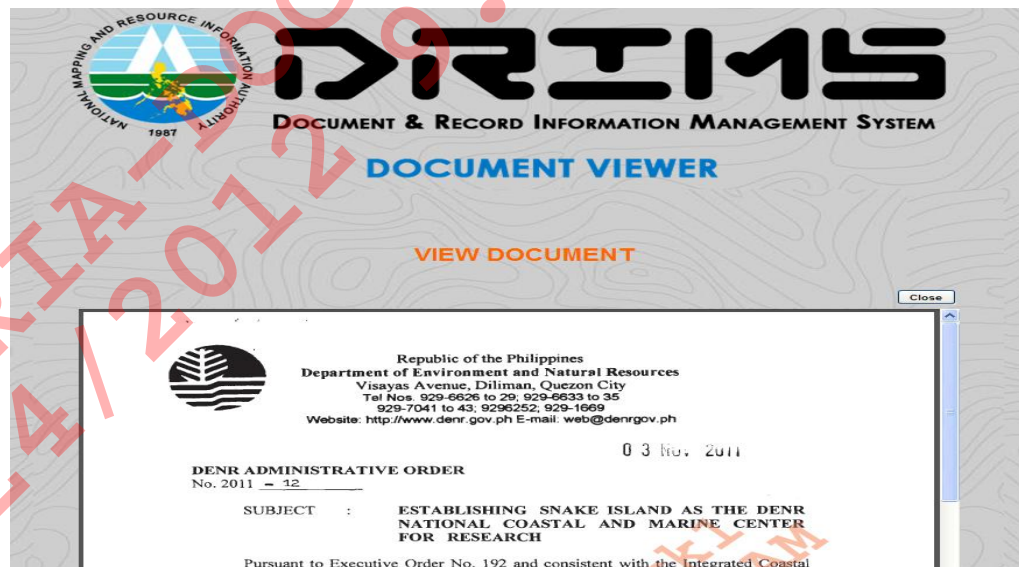 NATIONAL MAPPING AND RESOURCE INFORMATION AUTHORITY
1987
DRIMS
DOCUMENT & RECORD INFORMATION MANAGEMENT SYSTEM
DOCUMENT VIEWER
VIEW DOCUMENT
Close
Republic of the Philippines
Department of Environment and Natural Resources
Visayas Avenue, Diliman, Quezon City
Tel Nos. 929-6626 to 29; 929-6633 to 35
929-7041 to 43; 9296252; 929-1669
Website: http://www.denr.gov.ph E-mail: web@denrgov.ph
0 3 2011
DENR ADMINISTRATIVE ORDER
No. 2011 - 12
SUBJECT : ESTABLISHING SNAKE ISLAND AS THE DENR
NATIONAL COASTAL AND MARINE CENTER
FOR RESEARCH
Pursuant to Executive Order No. 192 and consistent with the Integrated Coastal